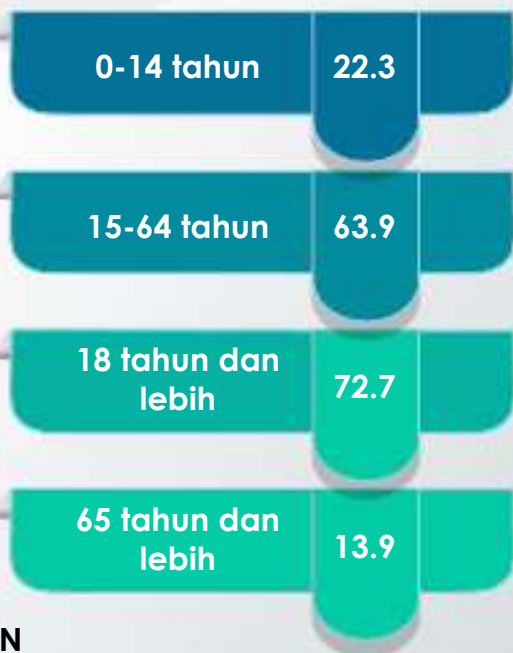 0-14 tahun 22.3
15-64 tahun 63.9
18 tahun dan
lebih 72.7
65 tahun dan
lebih 13.9
N